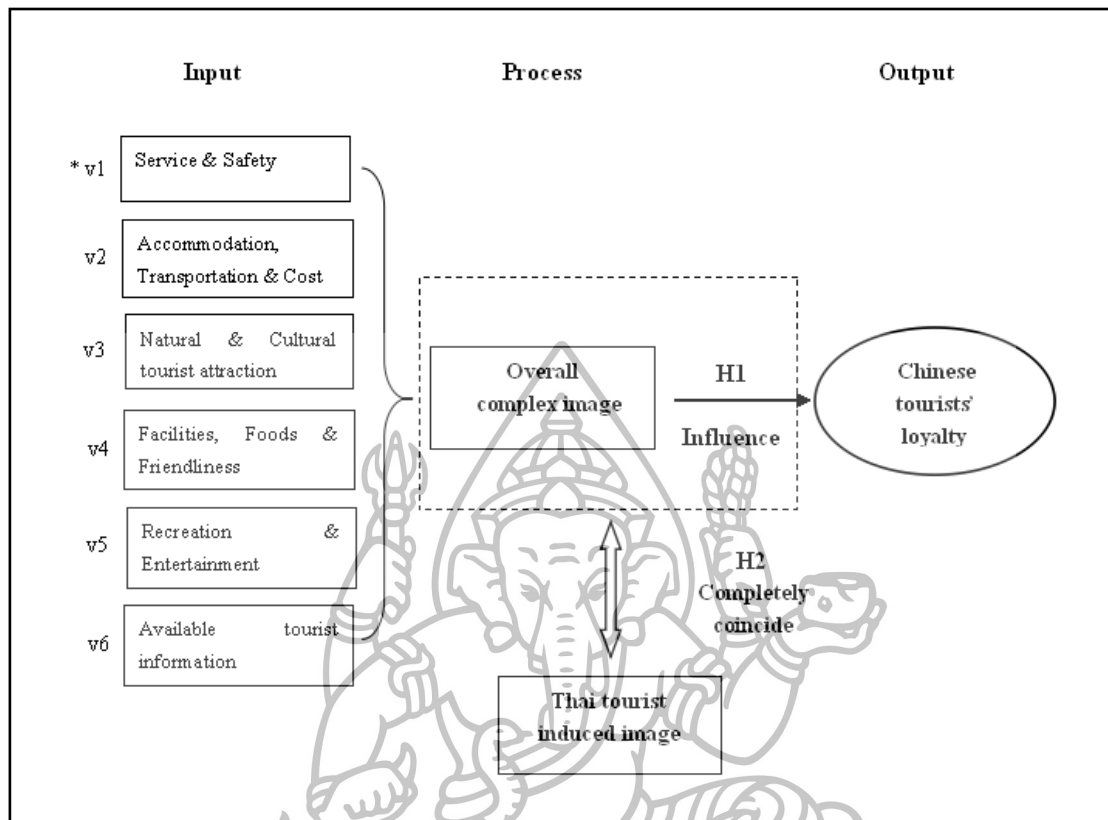 Input
Process
Output
* v1
Service & Safety
v2
Accommodation,
Transportation & Cost
v3
Natural & Cultural
tourist attraction
v4
Facilities, Foods &
Friendliness
v5
Recreation &
Entertainment
v6
Available tourist
information
Overall
complex image
H1
Influence
Chinese
tourists'
loyalty
H2
Completely
coincide
Thai tourist
induced image